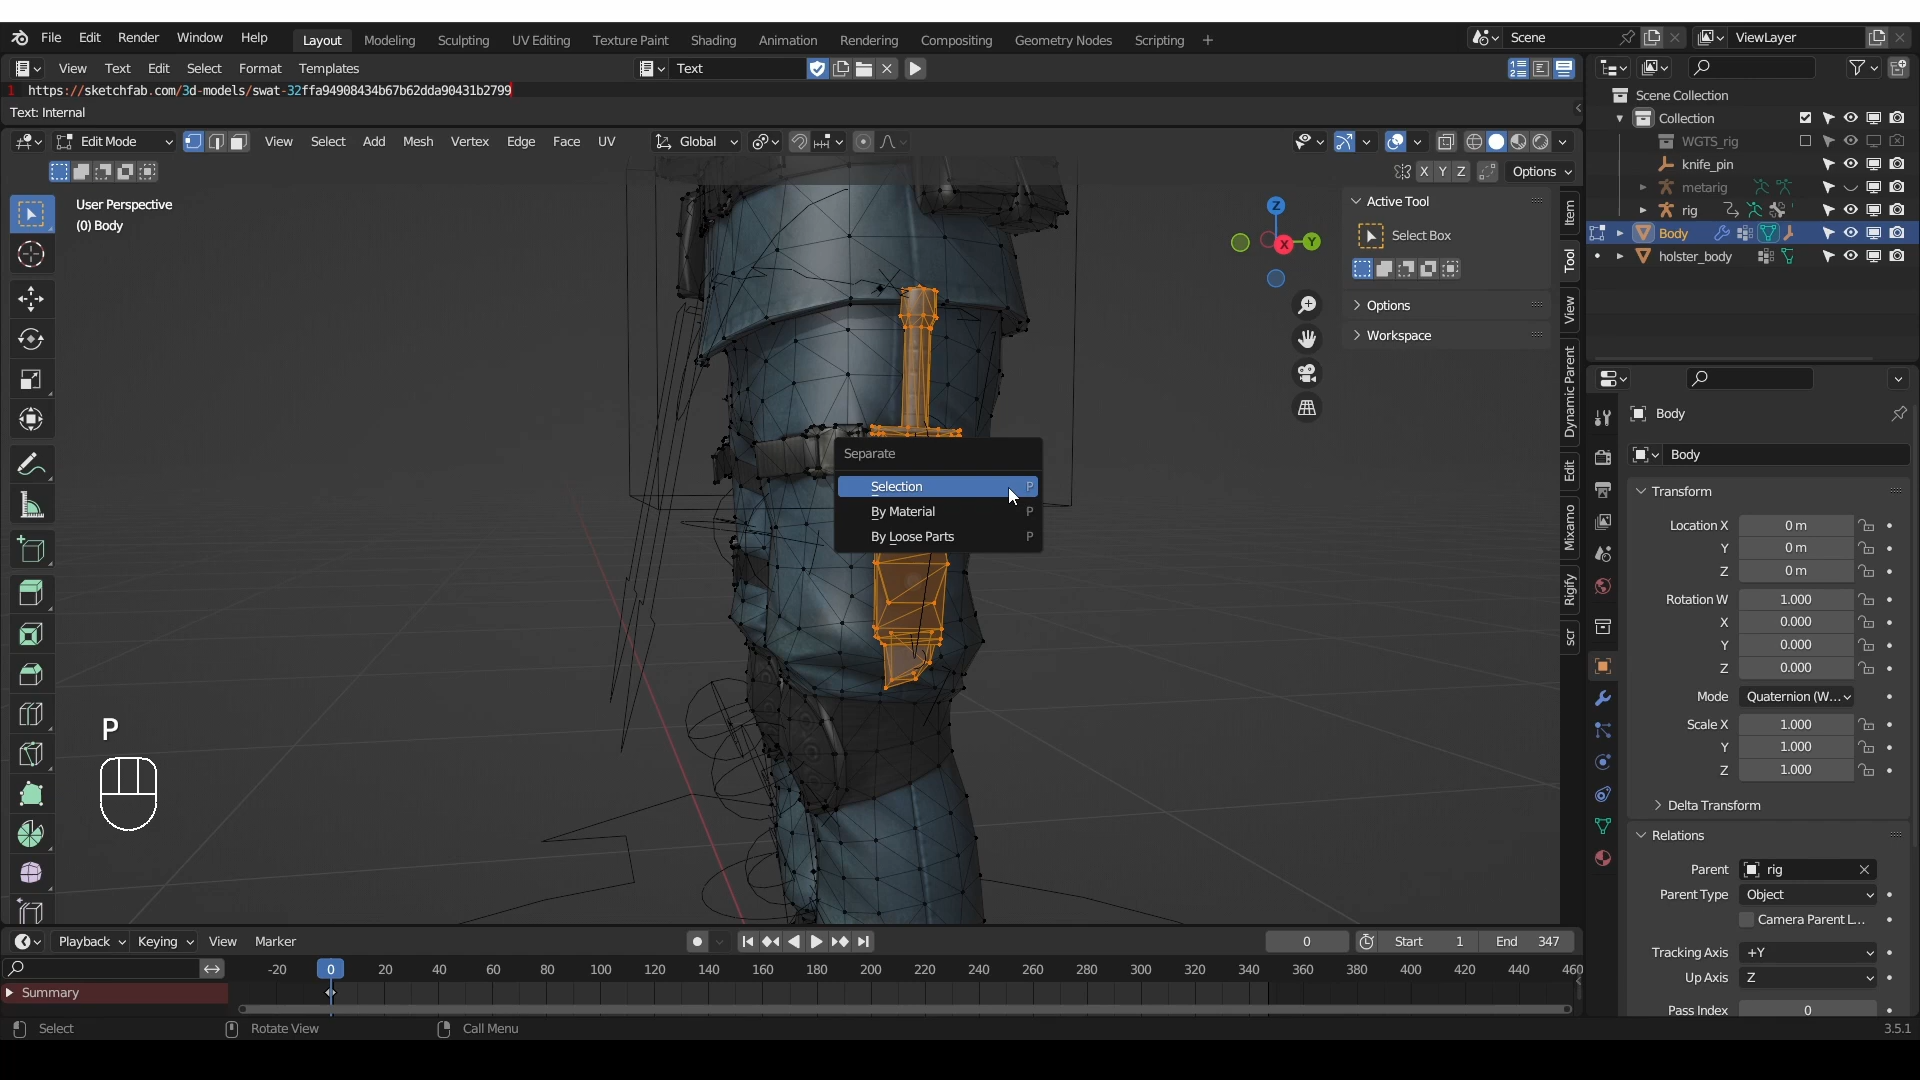 File Edit Render Window Help Layout Modeling Sculpting UV Editing Texture Paint Shading Animation Rendering Compositing Geometry Nodes Scripting + Scene ViewLayer
View Text Edit Select Format Templates Text
1 https://sketchfab.com/3d-models/swat-32ffa94908434b67b62dda90431b2799
Text: Internal
Edit Mode View Select Add Mesh Vertex Edge Face UV Global
X Y Z Options
User Perspective
(0) Body
Z
X
Y
Active Tool
Select Box
Options
Workspace
Item
Tool
View
Dynamic Parent
Edit
Mixamo
Rigify
scr
Separate
Selection P
By Material P
By Loose Parts P
P
Scene Collection
Collection
WGTS_rig
knife_pin
metarig
rig
Body
holster_body
Body
Body
Transform
Location X 0 m
Y 0 m
Z 0 m
Rotation W 1.000
X 0.000
Y 0.000
Z 0.000
Mode Quaternion (W...
Scale X 1.000
Y 1.000
Z 1.000
Delta Transform
Relations
Parent rig
Parent Type Object
Camera Parent L...
Tracking Axis +Y
Up Axis Z
Pass Index 0
Playback Keying View Marker 0 Start 1 End 347
-20 0 20 40 60 80 100 120 140 160 180 200 220 240 260 280 300 320 340 360 380 400 420 440 460
Summary
Select Rotate View Call Menu 3.5.1